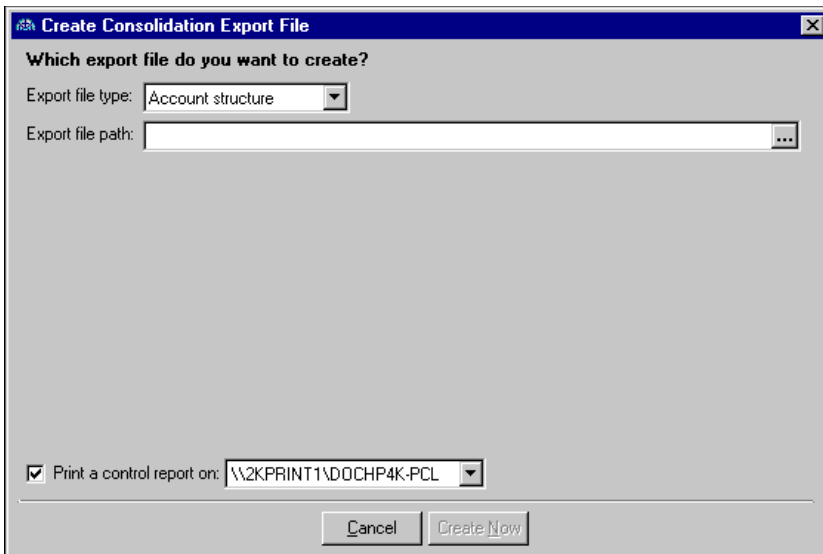 Create Consolidation Export File
Which export file do you want to create?
Export file type: Account structure
Export file path: ...
Print a control report on: \\2KPRINT1\DOCHP4K-PCL
Cancel Create Now